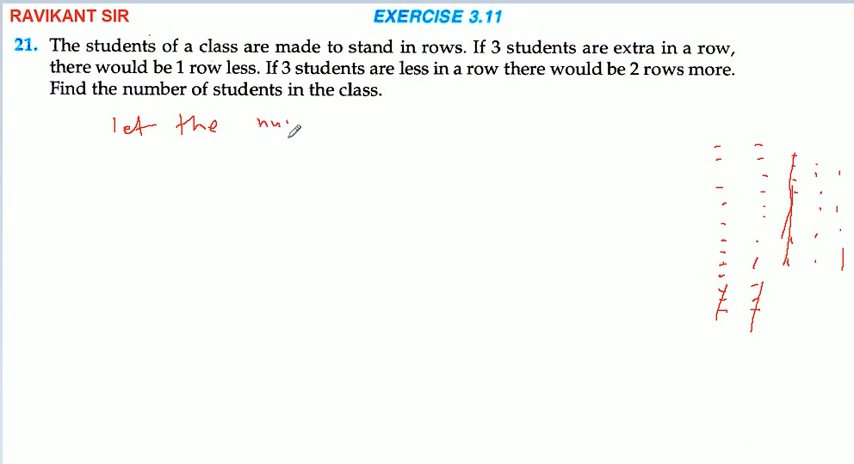 RAVIKANT SIR EXERCISE 3.11
21. The students of a class are made to stand in rows. If 3 students are extra in a row,
there would be 1 row less. If 3 students are less in a row there would be 2 rows more.
Find the number of students in the class.
let the